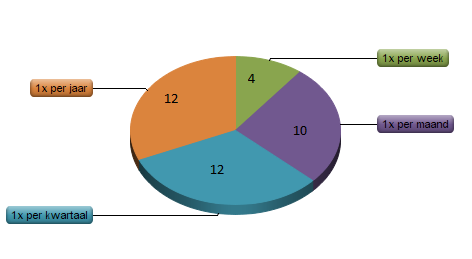 1x per week
4
12
1x per jaar
10
1x per maand
12
1x per kwartaal